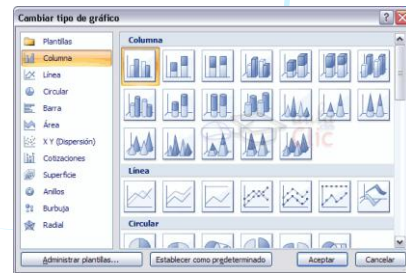 Cambiar tipo de gráfico
Plantillas
Columna
Línea
Circular
Barra
Área
X Y (Dispersión)
Cotizaciones
Superficie
Anillos
Burbuja
Radial
Columna
Línea
Circular
Administrar plantillas...
Establecer como predeterminado
Aceptar
Cancelar